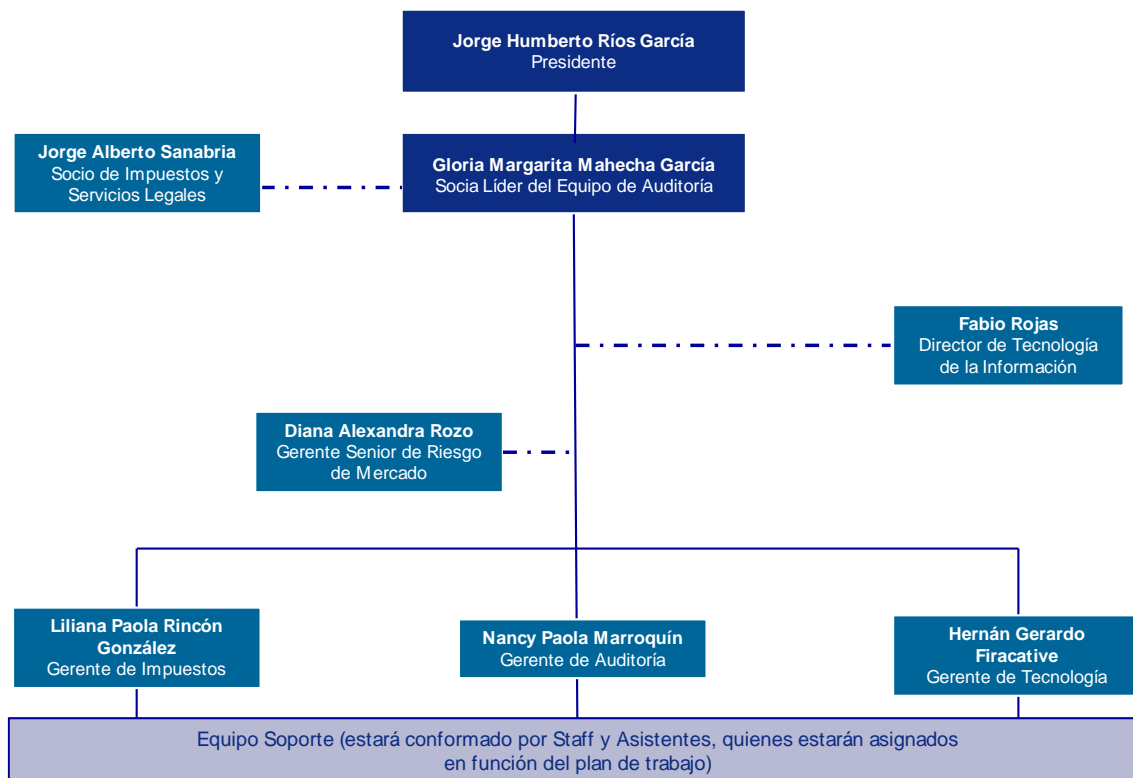 Jorge Humberto Ríos García
Presidente
Jorge Alberto Sanabria
Socio de Impuestos y
Servicios Legales
Gloria Margarita Mahecha García
Socia Líder del Equipo de Auditoría
Fabio Rojas
Director de Tecnología
de la Información
Diana Alexandra Rozo
Gerente Senior de Riesgo
de Mercado
Liliana Paola Rincón
González
Gerente de Impuestos
Nancy Paola Marroquín
Gerente de Auditoría
Hernán Gerardo
Firacative
Gerente de Tecnología
Equipo Soporte (estará conformado por Staff y Asistentes, quienes estarán asignados
en función del plan de trabajo)